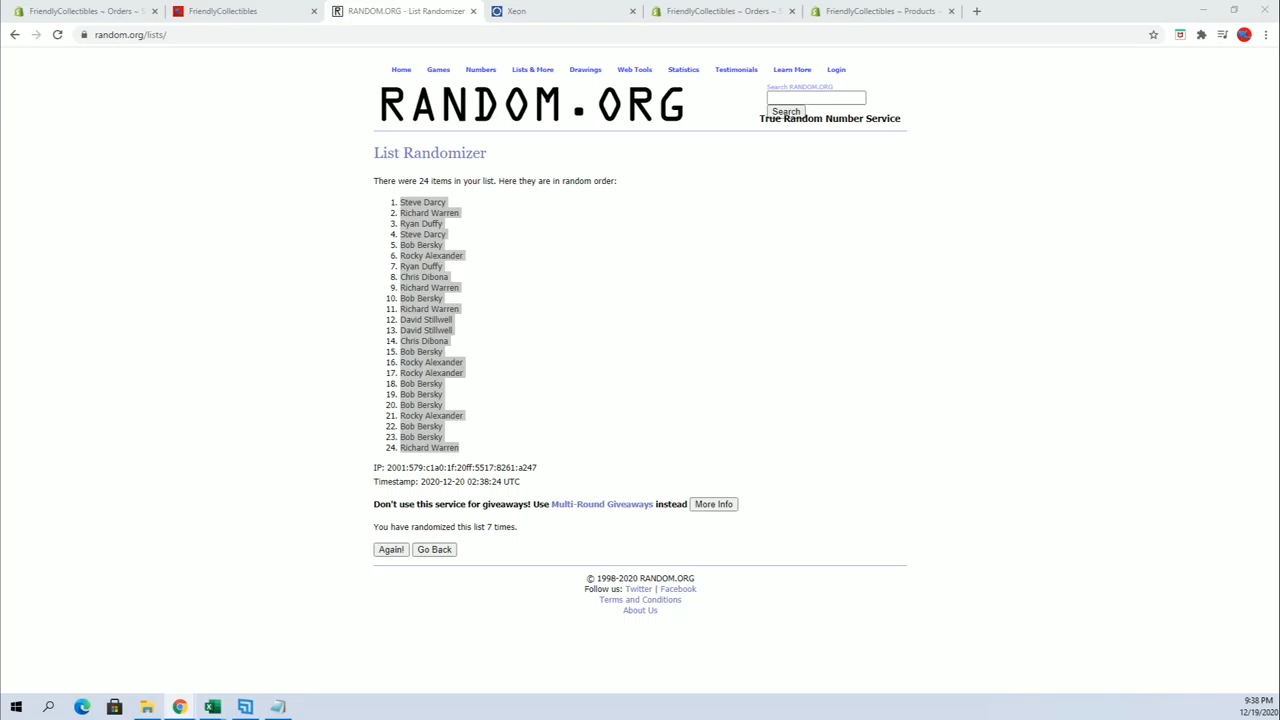 FriendlyCollectibles ~ Orders ~ S
FriendlyCollectibles
RANDOM.ORG - List Randomizer
Xeon
FriendlyCollectibles ~ Orders ~ S
FriendlyCollectibles ~ Products ~
random.org/lists/
Home Games Numbers Lists & More Drawings Web Tools Statistics Testimonials Learn More Login
Search RANDOM.ORG
RANDOM.ORG
Search
True Random Number Service
List Randomizer
There were 24 items in your list. Here they are in random order:
1. Steve Darcy
2. Richard Warren
3. Ryan Duffy
4. Steve Darcy
5. Bob Bersky
6. Rocky Alexander
7. Ryan Duffy
8. Chris Dibona
9. Richard Warren
10. Bob Bersky
11. Richard Warren
12. David Stillwell
13. David Stillwell
14. Chris Dibona
15. Bob Bersky
16. Rocky Alexander
17. Rocky Alexander
18. Bob Bersky
19. Bob Bersky
20. Bob Bersky
21. Rocky Alexander
22. Bob Bersky
23. Bob Bersky
24. Richard Warren
IP: 2001:579:c1a0:1f:20ff:5517:8261:a247
Timestamp: 2020-12-20 02:38:24 UTC
Don't use this service for giveaways! Use Multi-Round Giveaways instead More Info
You have randomized this list 7 times.
Again! Go Back
© 1998-2020 RANDOM.ORG
Follow us: Twitter | Facebook
Terms and Conditions
About Us
9:38 PM
12/19/2020